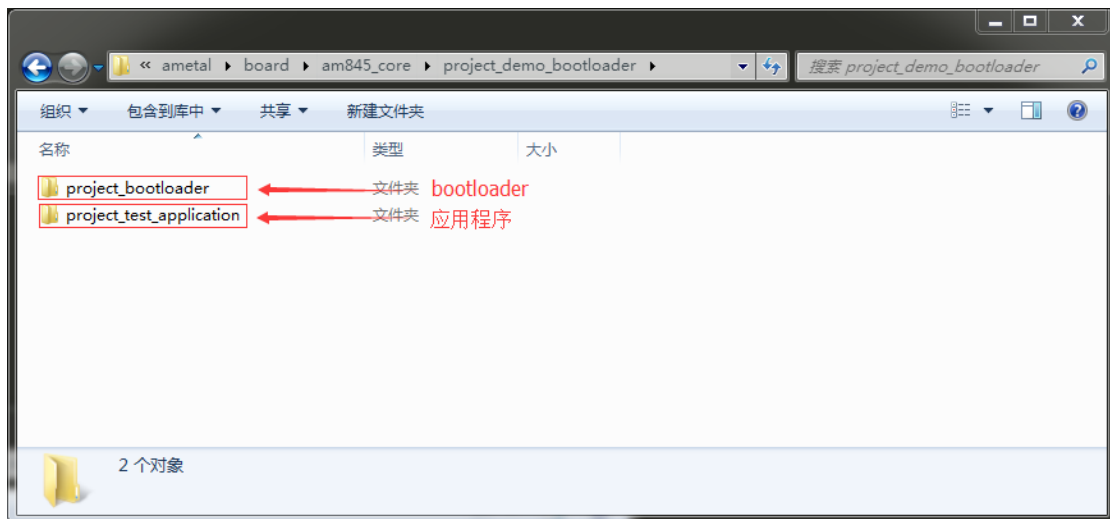 « ametal ▸ board ▸ am845_core ▸ project_demo_bootloader ▸ 搜索 project_demo_bootloader
组织 包含到库中 共享 新建文件夹
名称 类型 大小
project_bootloader 文件夹 bootloader
project_test_application 文件夹 应用程序
2 个对象